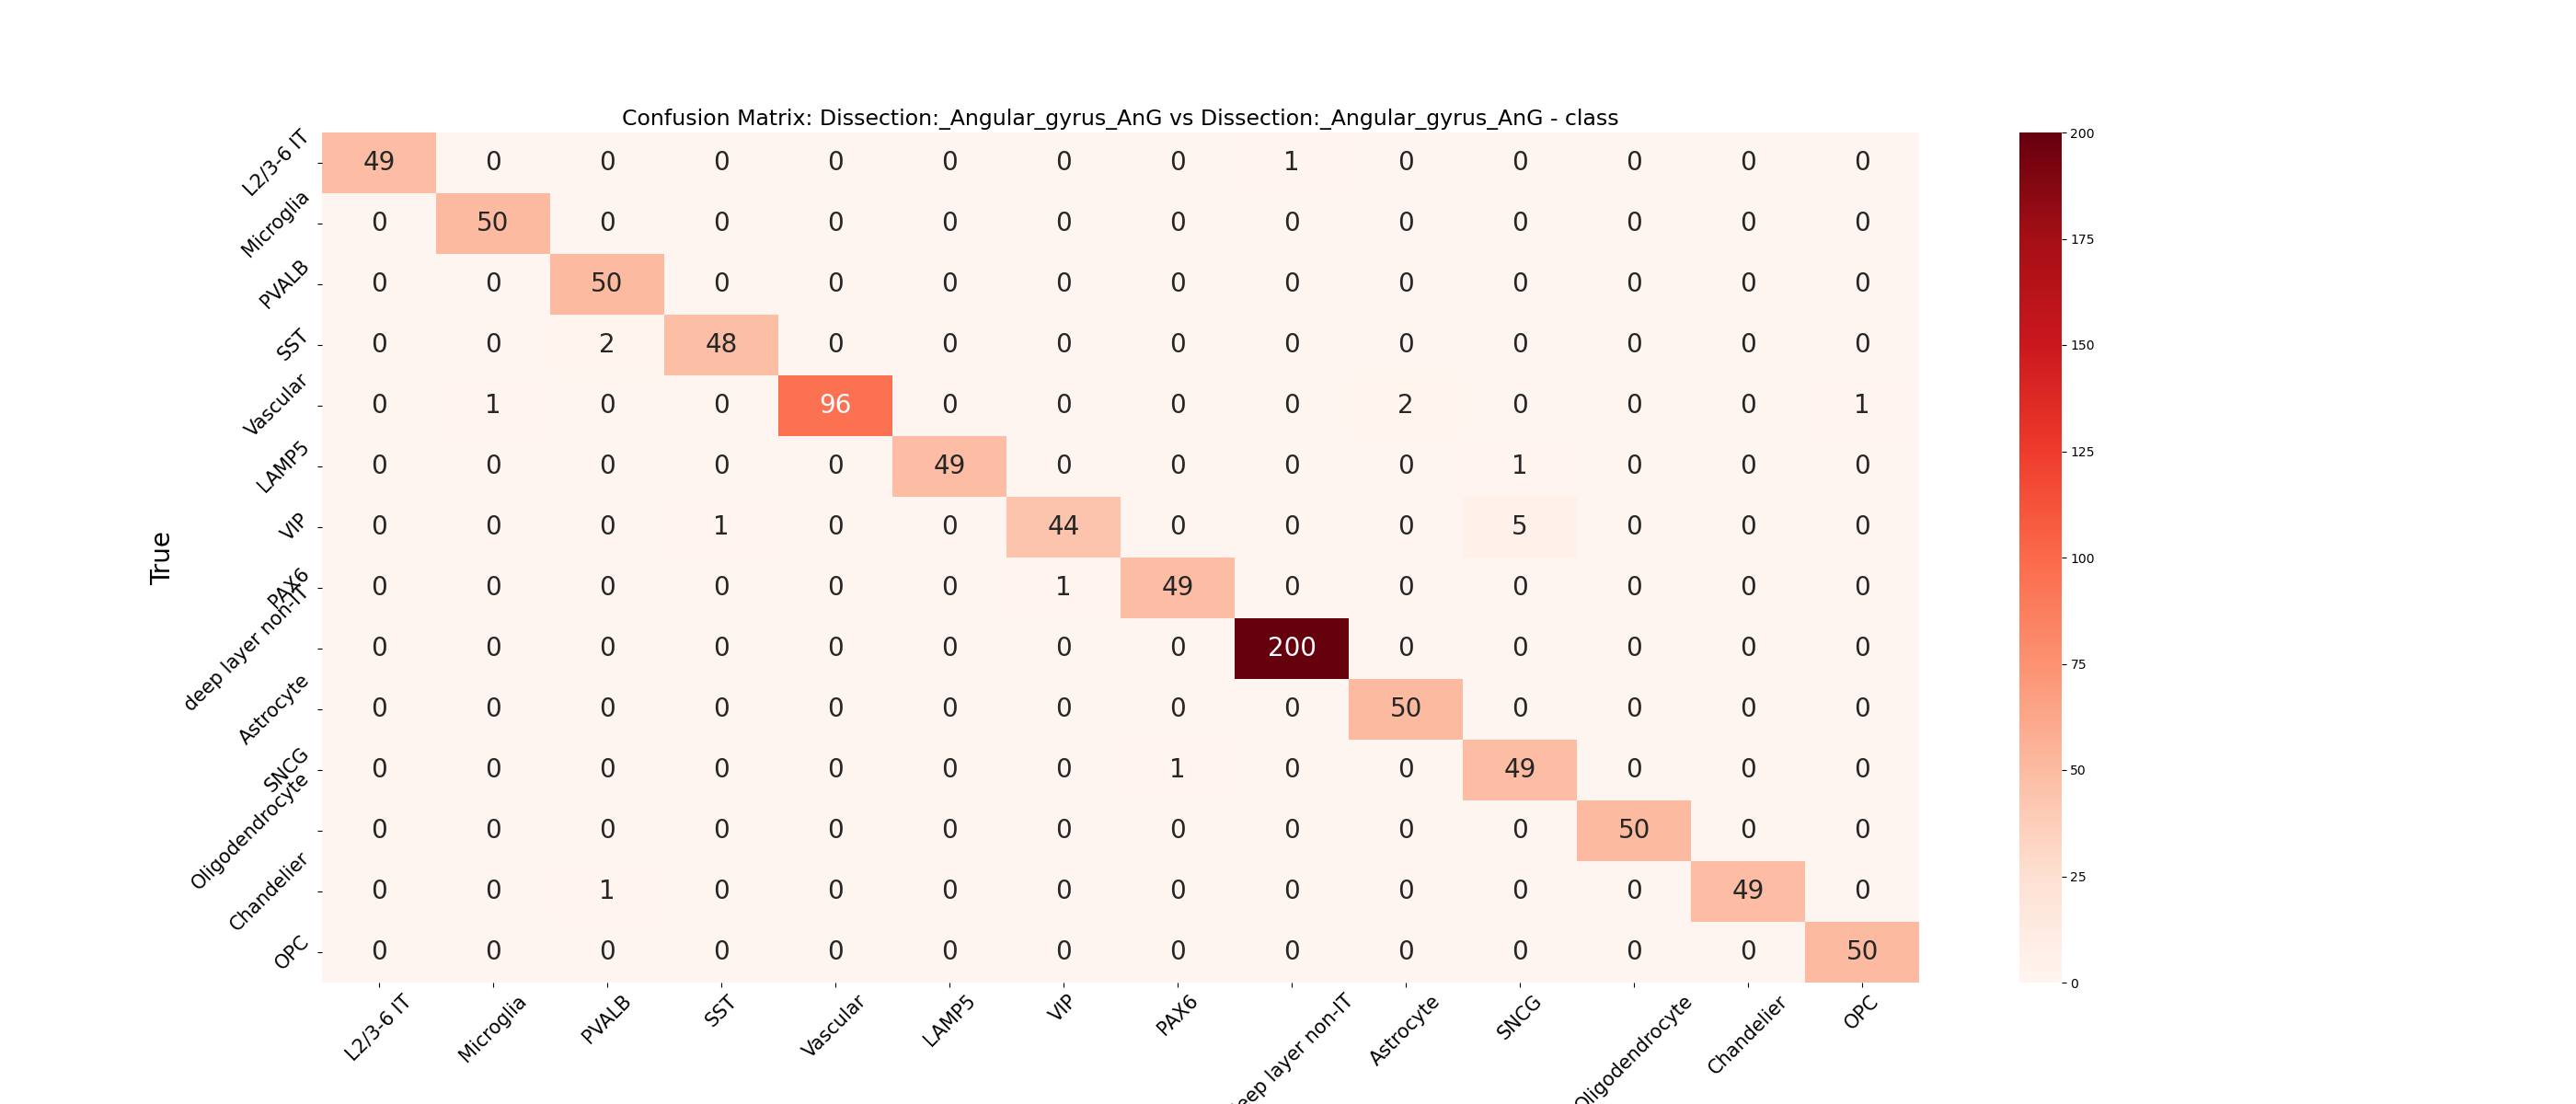 Confusion Matrix: Dissection:_Angular_gyrus_AnG vs Dissection:_Angular_gyrus_AnG - class
True
L2/3-6 IT 49 0 0 0 0 0 0 0 1 0 0 0 0 0
Microglia 0 50 0 0 0 0 0 0 0 0 0 0 0 0
PVALB 0 0 50 0 0 0 0 0 0 0 0 0 0 0
SST 0 0 2 48 0 0 0 0 0 0 0 0 0 0
Vascular 0 1 0 0 96 0 0 0 0 2 0 0 0 1
LAMP5 0 0 0 0 0 49 0 0 0 0 1 0 0 0
VIP 0 0 0 1 0 0 44 0 0 0 5 0 0 0
PAX6 0 0 0 0 0 0 1 49 0 0 0 0 0 0
deep layer non-IT 0 0 0 0 0 0 0 0 200 0 0 0 0 0
Astrocyte 0 0 0 0 0 0 0 0 0 50 0 0 0 0
SNCG 0 0 0 0 0 0 0 1 0 0 49 0 0 0
Oligodendrocyte 0 0 0 0 0 0 0 0 0 0 0 50 0 0
Chandelier 0 0 1 0 0 0 0 0 0 0 0 0 49 0
OPC 0 0 0 0 0 0 0 0 0 0 0 0 0 50
L2/3-6 IT Microglia PVALB SST Vascular LAMP5 VIP PAX6 eep layer non-IT Astrocyte SNCG Oligodendrocyte Chandelier OPC
200
175
150
125
100
75
50
25
0